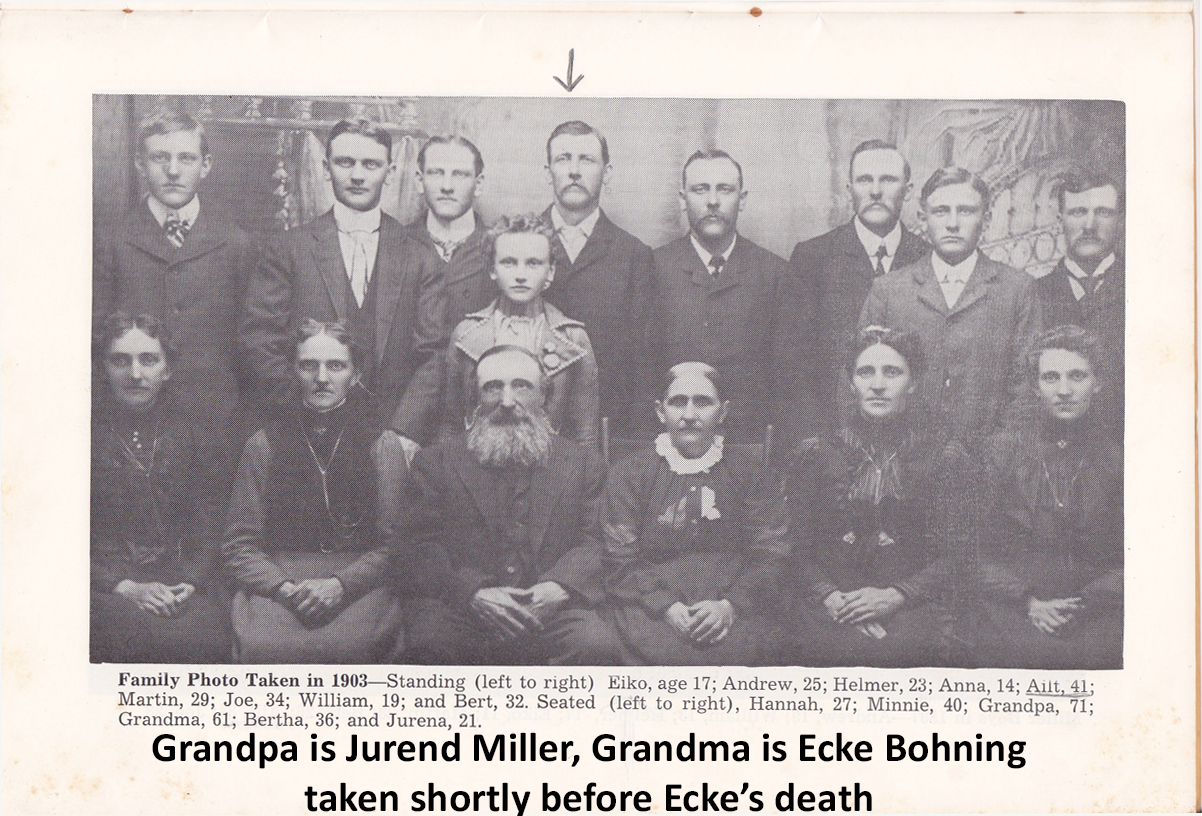 Family Photo Taken in 1903—Standing (left to right) Eiko, age 17; Andrew, 25; Helmer, 23; Anna, 14; Ailt, 41;
Martin, 29; Joe, 34; William, 19; and Bert, 32. Seated (left to right), Hannah, 27; Minnie, 40; Grandpa, 71;
Grandma, 61; Bertha, 36; and Jurena, 21.
Grandpa is Jurend Miller, Grandma is Ecke Bohning
taken shortly before Ecke’s death